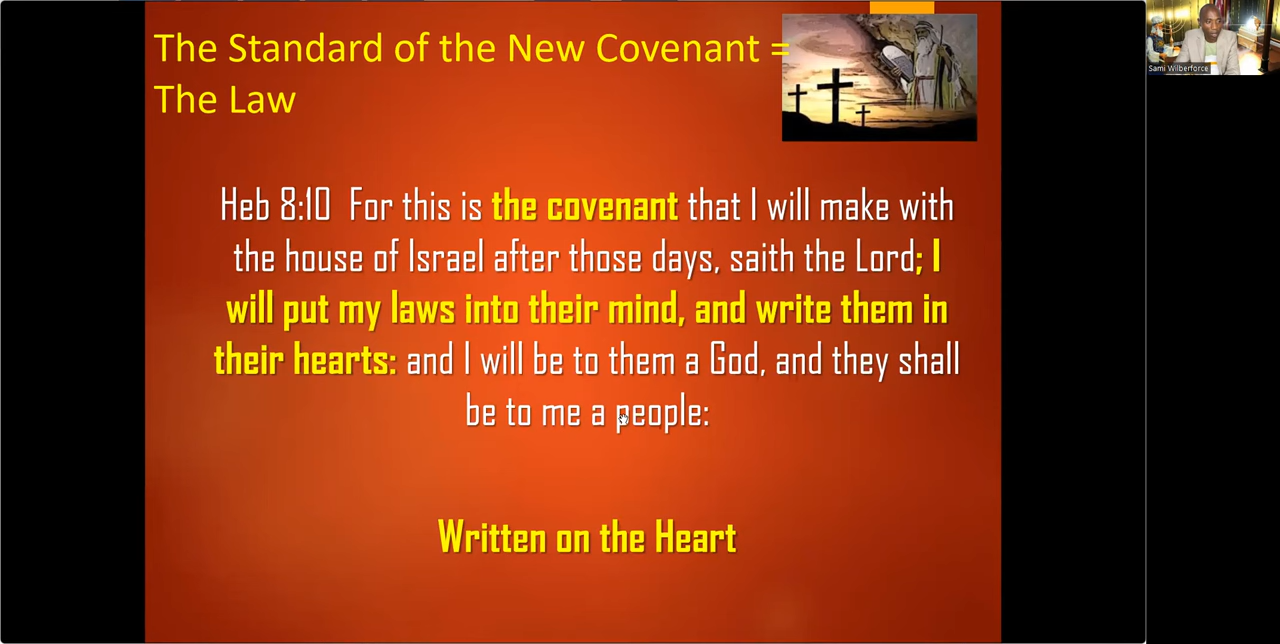 The Standard of the New Covenant =
The Law
Heb 8:10  For this is the covenant that I will make with
the house of Israel after those days, saith the Lord; I
will put my laws into their mind, and write them in
their hearts: and I will be to them a God, and they shall
be to me a people:
Written on the Heart
Sami Wilberforce